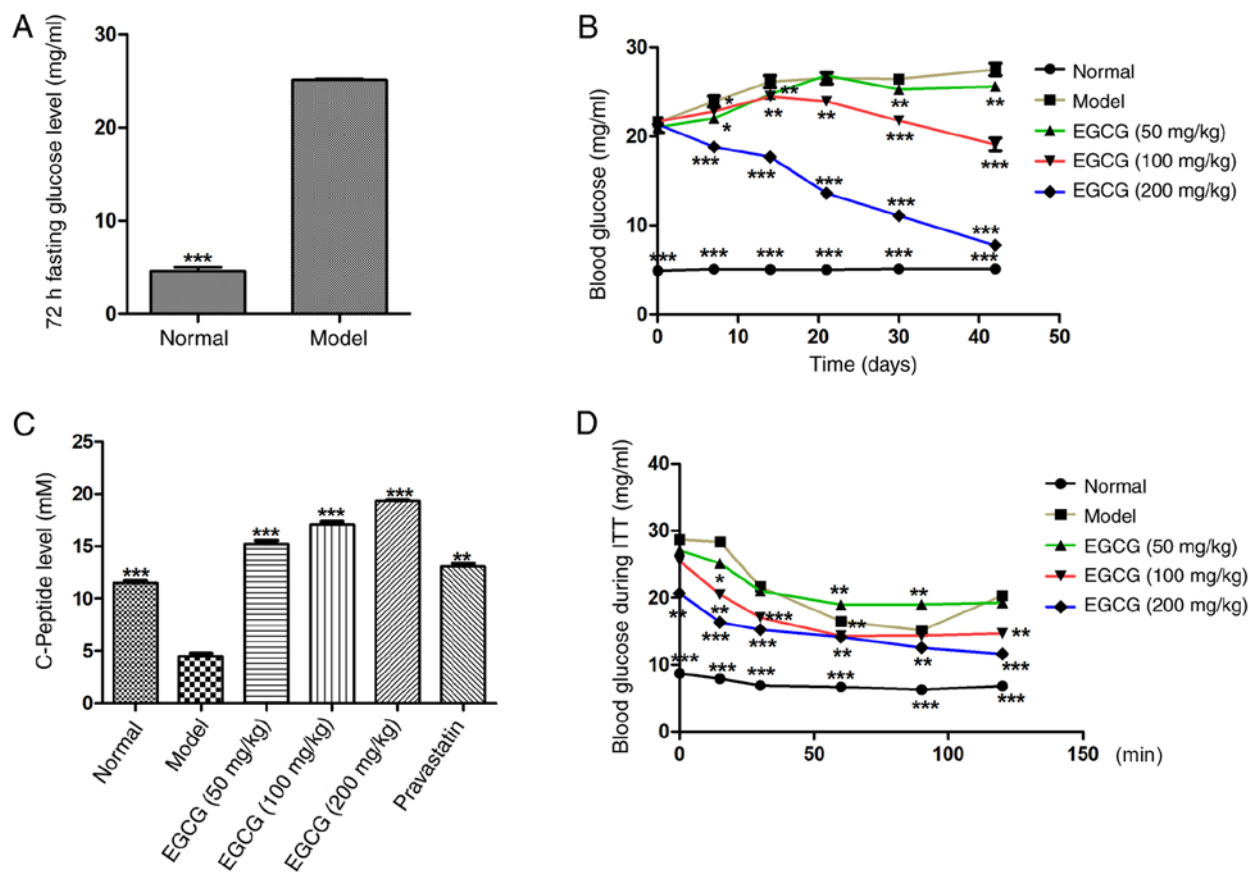 A
72 h fasting glucose level (mg/ml)
30
20
10
0
***
Normal
Model
B
Blood glucose (mg/ml)
30
20
10
0
*
*
**
**
**
**
***
**
***
***
***
***
***
***
***
***
***
***
***
***
0
10
20
30
40
50
Time (days)
Normal
Model
EGCG (50 mg/kg)
EGCG (100 mg/kg)
EGCG (200 mg/kg)
C
C-Peptide level (mM)
25
20
15
10
5
0
***
***
***
***
**
Normal
Model
EGCG (50 mg/kg)
EGCG (100 mg/kg)
EGCG (200 mg/kg)
Pravastatin
D
Blood glucose during ITT (mg/ml)
40
30
20
10
0
*
**
**
**
**
***
**
**
***
***
**
**
***
***
***
***
***
***
***
0
50
100
150
(min)
Normal
Model
EGCG (50 mg/kg)
EGCG (100 mg/kg)
EGCG (200 mg/kg)